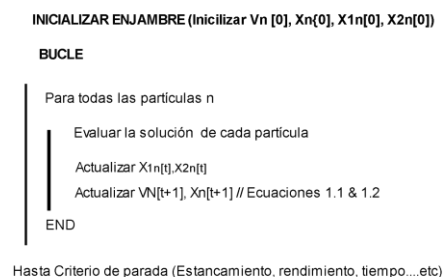 INICIALIZAR ENJAMBRE (Inicilizar Vn [0], Xn{0], X1n[0], X2n[0])
BUCLE
Para todas las partículas n
Evaluar la solución de cada partícula
Actualizar X1n[t],X2n[t]
Actualizar VN[t+1], Xn[t+1] // Ecuaciones 1.1 & 1.2
END
Hasta Criterio de parada (Estancamiento, rendimiento, tiempo....etc)